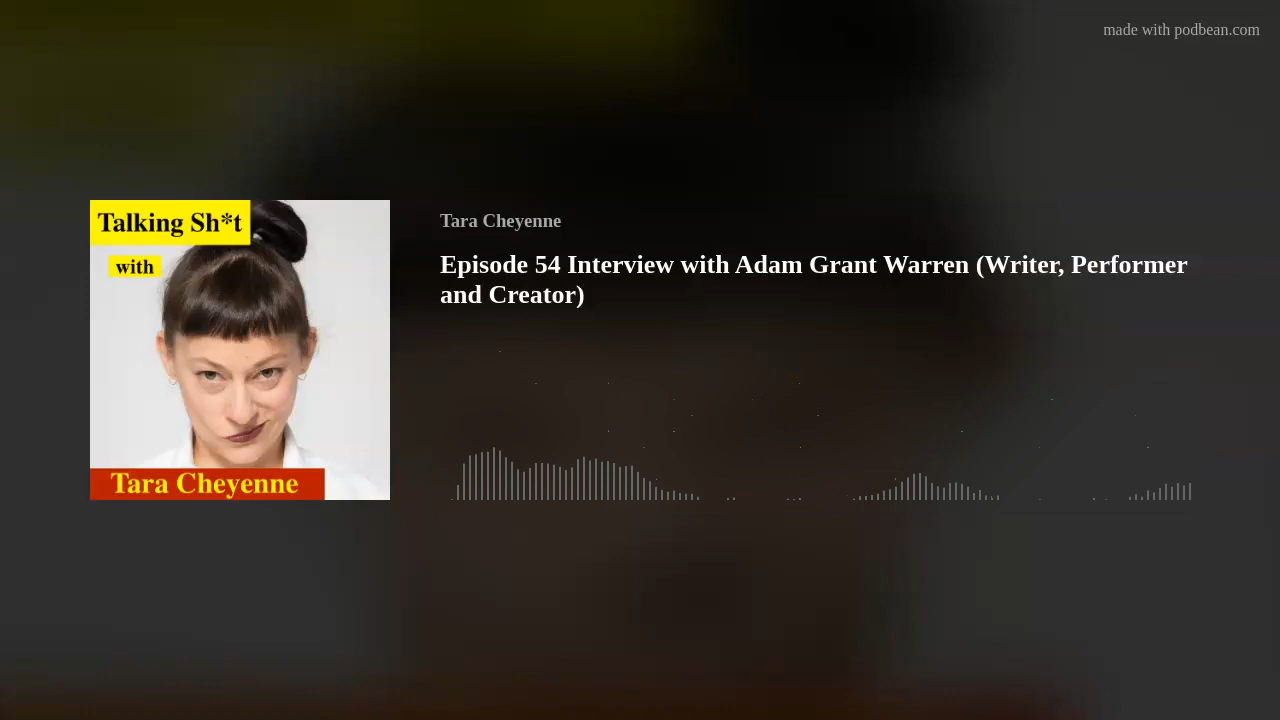 made with podbean.com
Talking Sh*t
with
Tara Cheyenne
Tara Cheyenne
Episode 54 Interview with Adam Grant Warren (Writer, Performer
and Creator)